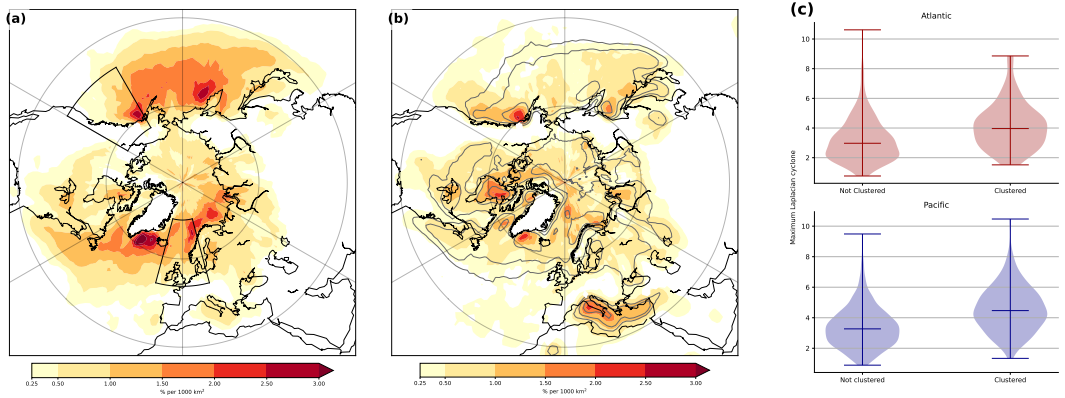 (a)
0.25 0.50 1.00 1.50 2.00 2.50 3.00
% per 1000 km²
(b)
0.25 0.50 1.00 1.50 2.00 2.50 3.00
% per 1000 km²
(c)
Maximum Laplacian cyclone
Atlantic
10
8
6
4
2
Not Clustered Clustered
Pacific
10
8
6
4
2
Not clustered Clustered